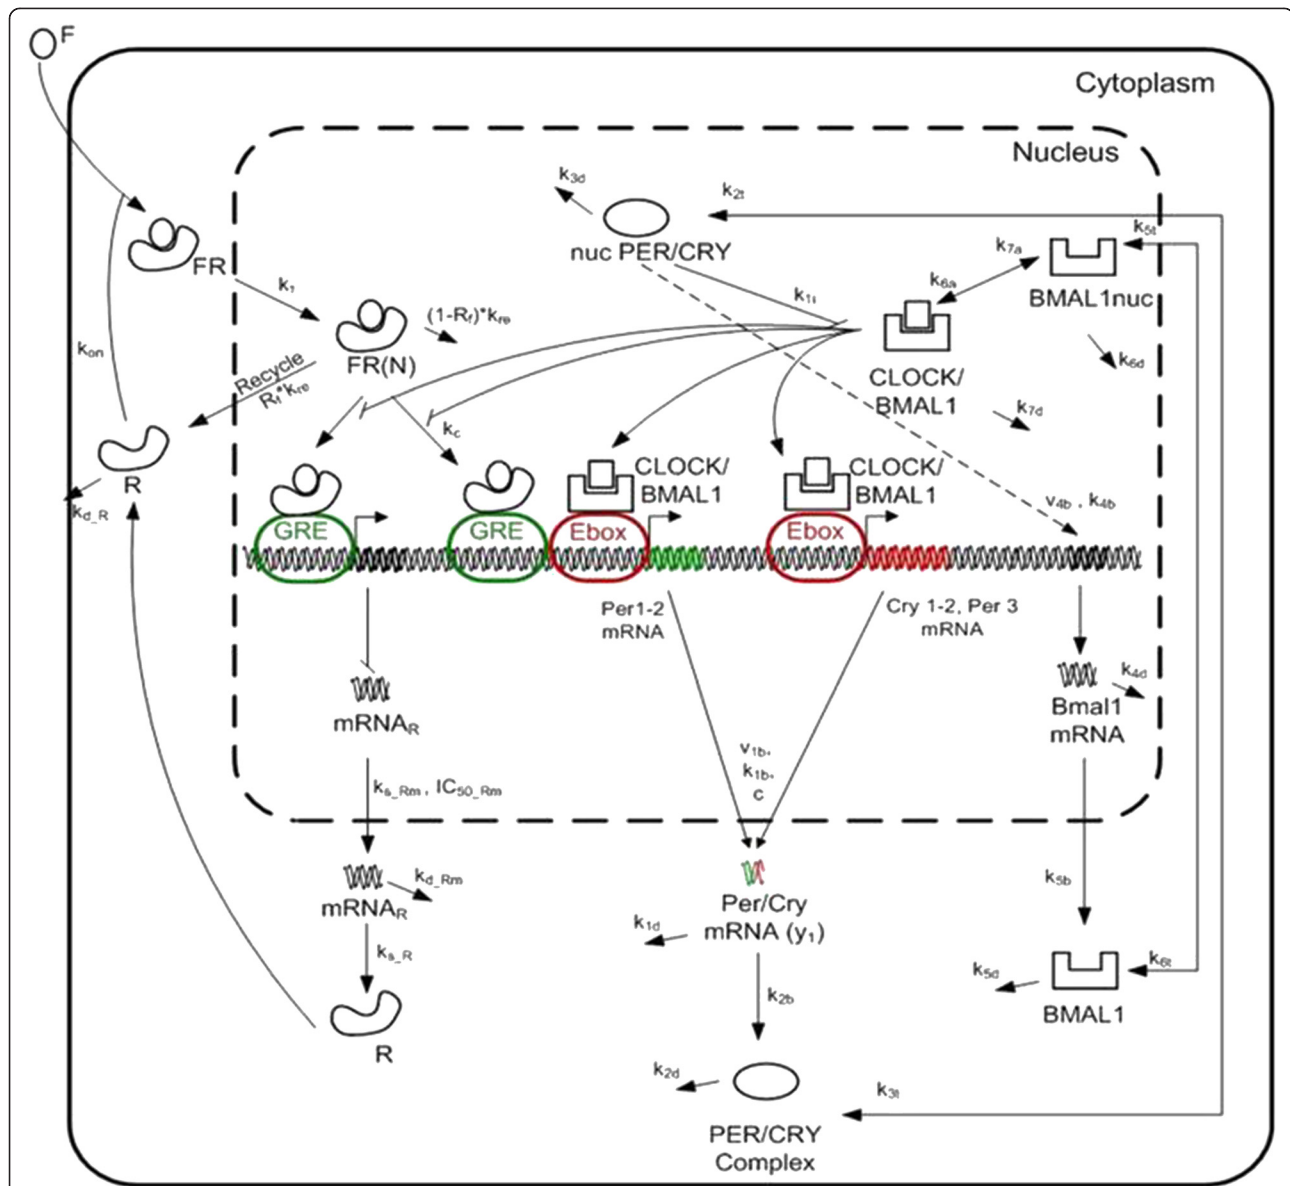 F
Cytoplasm
Nucleus
k3d
k2t
nuc PER/CRY
k5t
k7a
BMAL1nuc
FR
k6a
k1i
(1-Rf)*kre
FR(N)
kon
Recycle
Rf*kre
k6d
CLOCK/
BMAL1
k7d
kc
R
kd_R
CLOCK/
BMAL1
CLOCK/
BMAL1
v4b , k4b
GRE
GRE
Ebox
Ebox
Per1-2
mRNA
Cry 1-2, Per 3
mRNA
k4d
Bmal1
mRNA
mRNAR
v1b,
k1b,
c
ks_Rm , IC50_Rm
kd_Rm
mRNAR
k5b
Per/Cry
mRNA (y1)
k1d
ks_R
k5d
k6t
BMAL1
k2b
R
k2d
k3t
PER/CRY
Complex